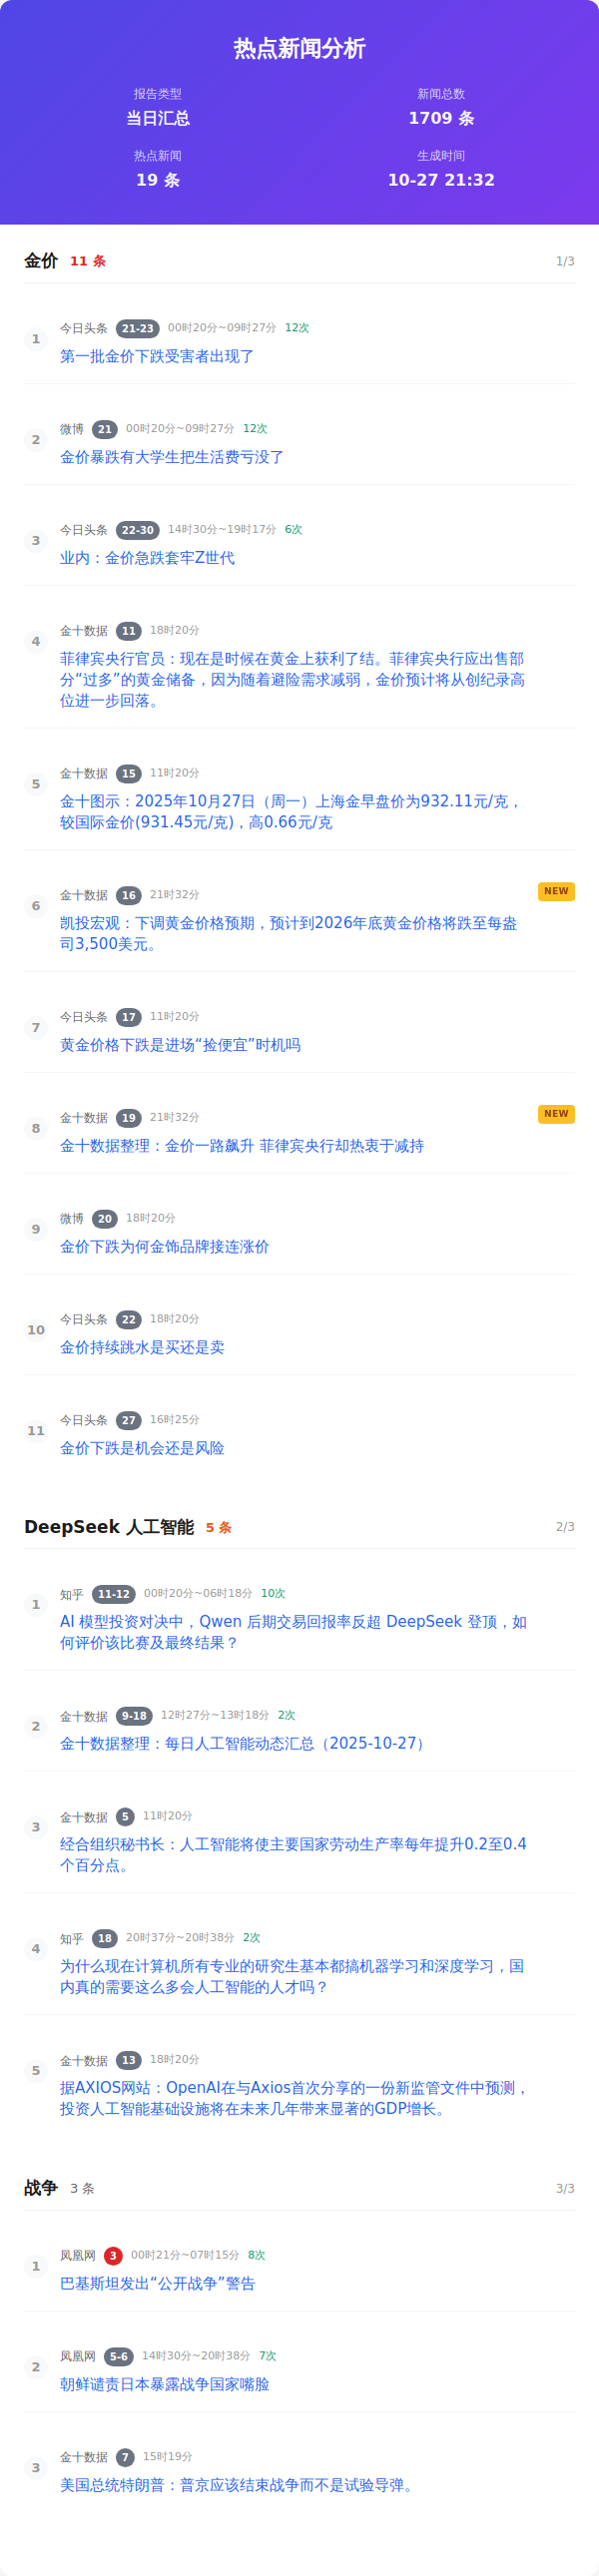 热点新闻分析
报告类型
当日汇总
新闻总数
1709 条
热点新闻
19 条
生成时间
10-27 21:32
金价 11 条 1/3
1
今日头条 21-23 00时20分~09时27分 12次
第一批金价下跌受害者出现了
2
微博 21 00时20分~09时27分 12次
金价暴跌有大学生把生活费亏没了
3
今日头条 22-30 14时30分~19时17分 6次
业内：金价急跌套牢Z世代
4
金十数据 11 18时20分
菲律宾央行官员：现在是时候在黄金上获利了结。菲律宾央行应出售部
分“过多”的黄金储备，因为随着避险需求减弱，金价预计将从创纪录高
位进一步回落。
5
金十数据 15 11时20分
金十图示：2025年10月27日（周一）上海金早盘价为932.11元/克，
较国际金价(931.45元/克)，高0.66元/克
6
金十数据 16 21时32分 NEW
凯投宏观：下调黄金价格预期，预计到2026年底黄金价格将跌至每盎
司3,500美元。
7
今日头条 17 11时20分
黄金价格下跌是进场“捡便宜”时机吗
8
金十数据 19 21时32分 NEW
金十数据整理：金价一路飙升 菲律宾央行却热衷于减持
9
微博 20 18时20分
金价下跌为何金饰品牌接连涨价
10
今日头条 22 18时20分
金价持续跳水是买还是卖
11
今日头条 27 16时25分
金价下跌是机会还是风险
DeepSeek 人工智能 5 条 2/3
1
知乎 11-12 00时20分~06时18分 10次
AI 模型投资对决中，Qwen 后期交易回报率反超 DeepSeek 登顶，如
何评价该比赛及最终结果？
2
金十数据 9-18 12时27分~13时18分 2次
金十数据整理：每日人工智能动态汇总（2025-10-27）
3
金十数据 5 11时20分
经合组织秘书长：人工智能将使主要国家劳动生产率每年提升0.2至0.4
个百分点。
4
知乎 18 20时37分~20时38分 2次
为什么现在计算机所有专业的研究生基本都搞机器学习和深度学习，国
内真的需要这么多会人工智能的人才吗？
5
金十数据 13 18时20分
据AXIOS网站：OpenAI在与Axios首次分享的一份新监管文件中预测，
投资人工智能基础设施将在未来几年带来显著的GDP增长。
战争 3 条 3/3
1
凤凰网 3 00时21分~07时15分 8次
巴基斯坦发出“公开战争”警告
2
凤凰网 5-6 14时30分~20时38分 7次
朝鲜谴责日本暴露战争国家嘴脸
3
金十数据 7 15时19分
美国总统特朗普：普京应该结束战争而不是试验导弹。